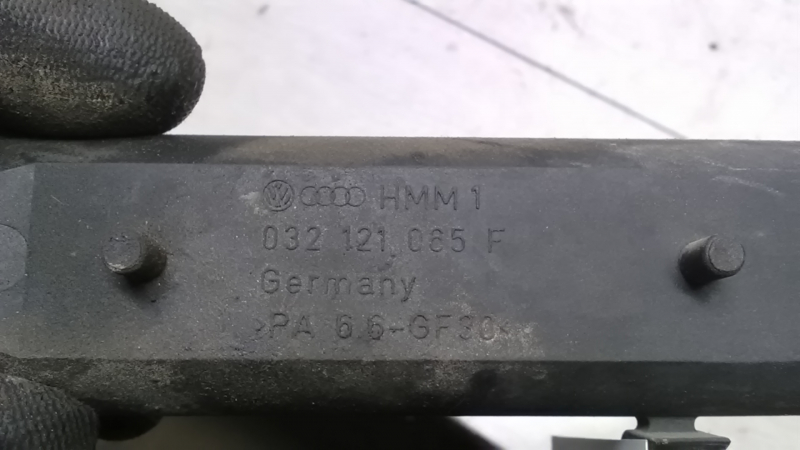 HMM 1
032 121 065 F
Germany
>PA 6.6-GF30<